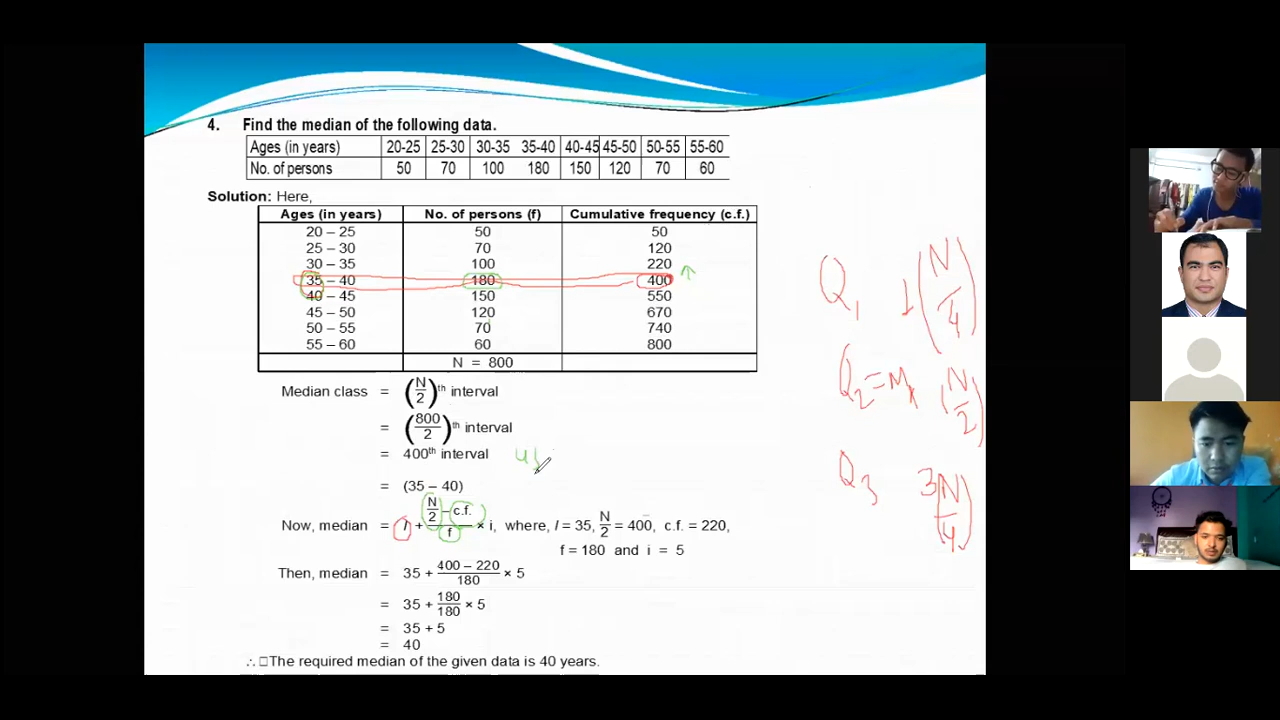 4. Find the median of the following data.
Ages (in years) 20-25 25-30 30-35 35-40 40-45 45-50 50-55 55-60
No. of persons 50 70 100 180 150 120 70 60
Solution: Here,
Ages (in years) No. of persons (f) Cumulative frequency (c.f.)
20 – 25 50 50
25 – 30 70 120
30 – 35 100 220
35 – 40 180 400
40 – 45 150 550
45 – 50 120 670
50 – 55 70 740
55 – 60 60 800
N = 800
Median class = (N/2)th interval
= (800/2)th interval
= 400th interval
= (35 – 40)
Now, median = l + (N/2 – c.f.)/f × i, where, l = 35, N/2 = 400, c.f. = 220,
f = 180 and i = 5
Then, median = 35 + (400 – 220)/180 × 5
= 35 + 180/180 × 5
= 35 + 5
= 40
∴ □The required median of the given data is 40 years.
Q1 1(N/4)
Q2 = (N/2)
Q3 3(N/4)